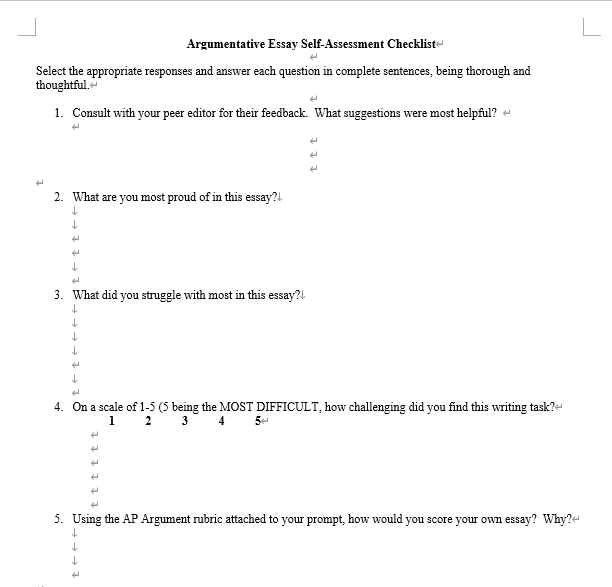 Argumentative Essay Self-Assessment Checklist
Select the appropriate responses and answer each question in complete sentences, being thorough and
thoughtful.
1. Consult with your peer editor for their feedback. What suggestions were most helpful?
2. What are you most proud of in this essay?
3. What did you struggle with most in this essay?
4. On a scale of 1-5 (5 being the MOST DIFFICULT, how challenging did you find this writing task?
1 2 3 4 5
5. Using the AP Argument rubric attached to your prompt, how would you score your own essay? Why?